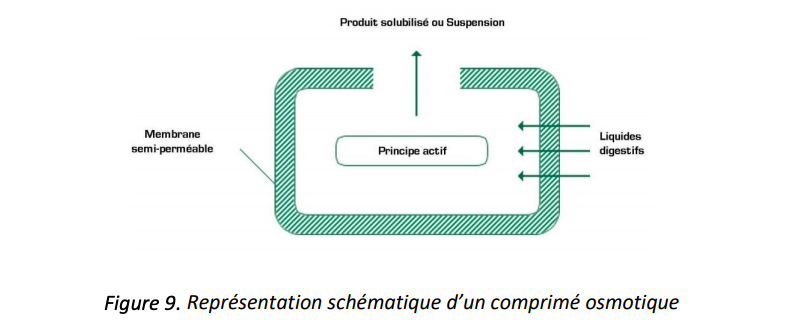 Produit solubilisé ou Suspension
Membrane
semi-perméable
Principe actif
Liquides
digestifs
Figure 9. Représentation schématique d’un comprimé osmotique